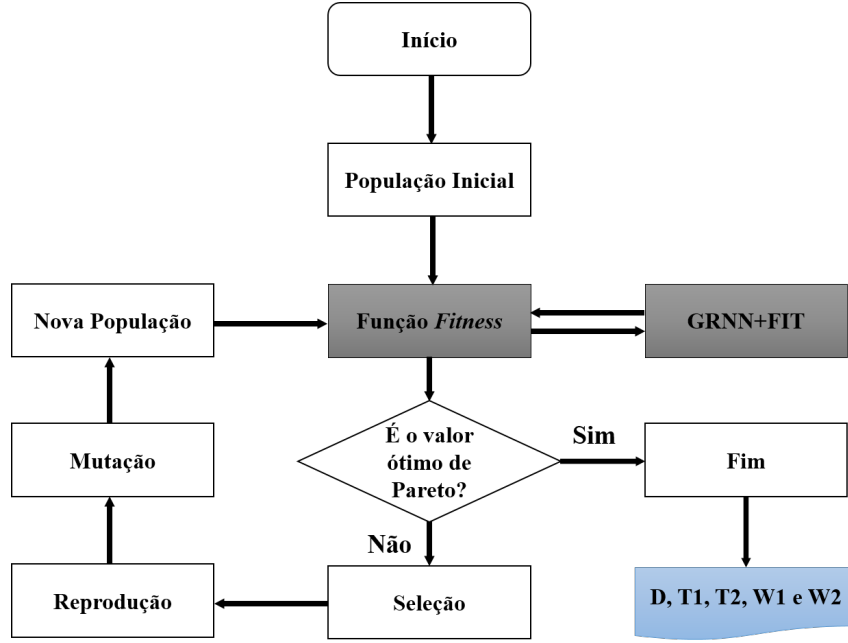 Início
População Inicial
Nova População
Função Fitness
GRNN+FIT
É o valor
ótimo de
Pareto?
Sim
Fim
Mutação
Não
Reprodução
Seleção
D, T1, T2, W1 e W2